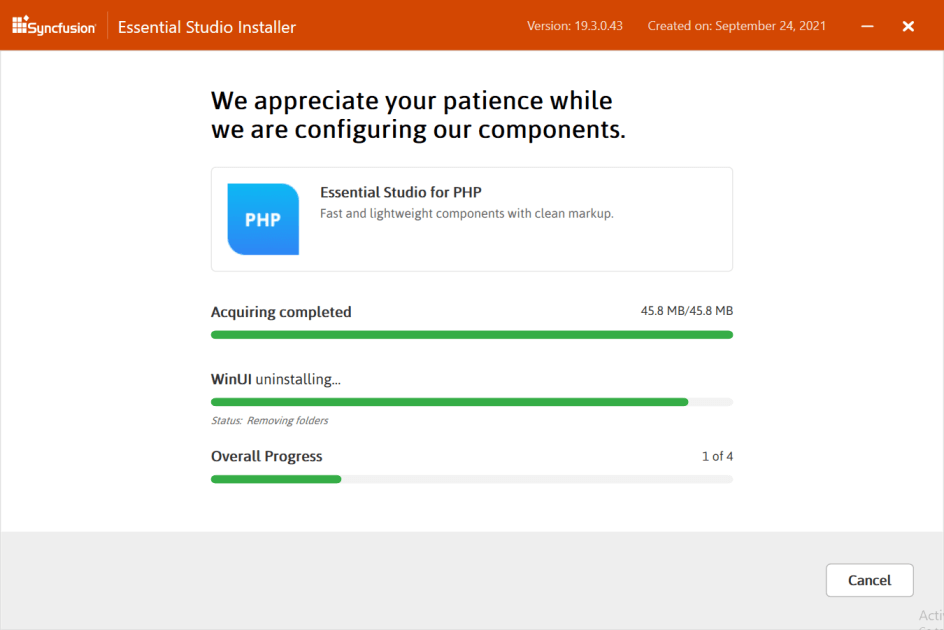 Syncfusion
Essential Studio Installer
Version: 19.3.0.43
Created on: September 24, 2021
We appreciate your patience while
we are configuring our components.
PHP
Essential Studio for PHP
Fast and lightweight components with clean markup.
Acquiring completed
45.8 MB/45.8 MB
WinUI uninstalling...
Status: Removing folders
Overall Progress
1 of 4
Cancel